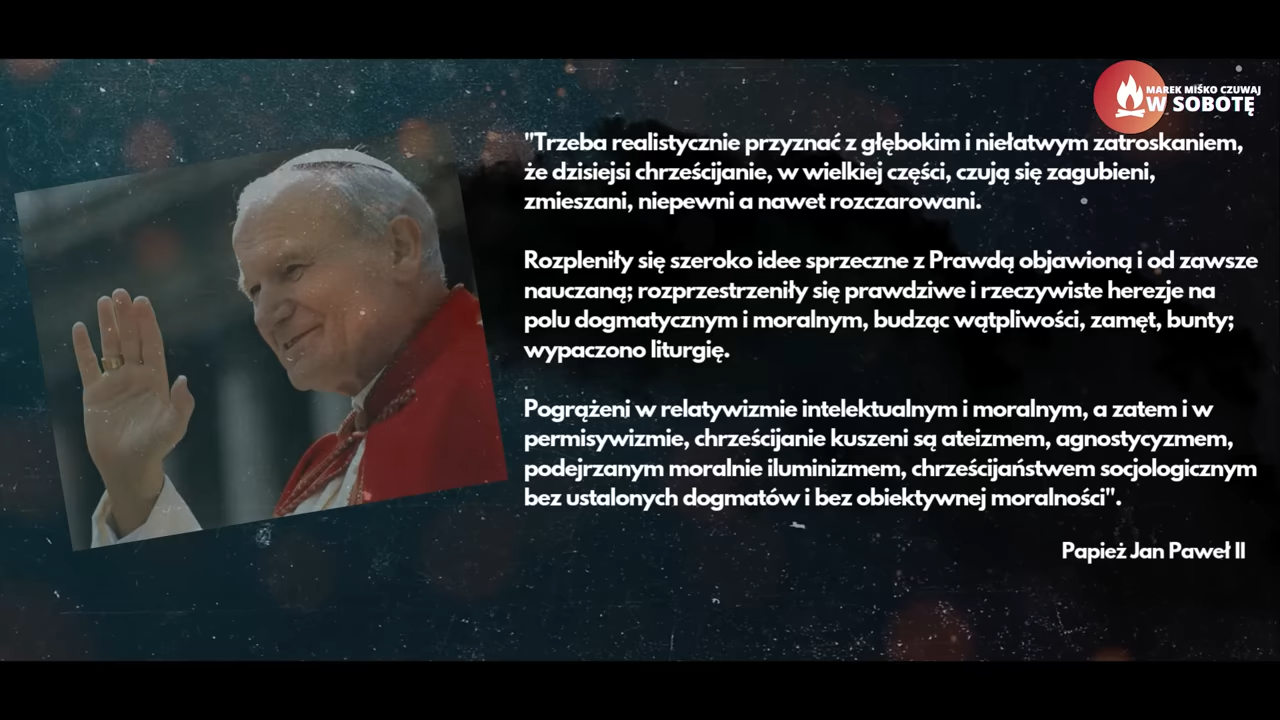 MAREK MIŚKO CZUWAJ
W SOBOTĘ
"Trzeba realistycznie przyznać z głębokim i niełatwym zatroskaniem,
że dzisiejsi chrześcijanie, w wielkiej części, czują się zagubieni,
zmieszani, niepewni a nawet rozczarowani.
Rozpleniły się szeroko idee sprzeczne z Prawdą objawioną i od zawsze
nauczaną; rozprzestrzeniły się prawdziwe i rzeczywiste herezje na
polu dogmatycznym i moralnym, budząc wątpliwości, zamęt, bunty;
wypaczono liturgię.
Pogrążeni w relatywizmie intelektualnym i moralnym, a zatem i w
permisywizmie, chrześcijanie kuszeni są ateizmem, agnostycyzmem,
podejrzanym moralnie iluminizmem, chrześcijaństwem socjologicznym
bez ustalonych dogmatów i bez obiektywnej moralności".
Papież Jan Paweł II